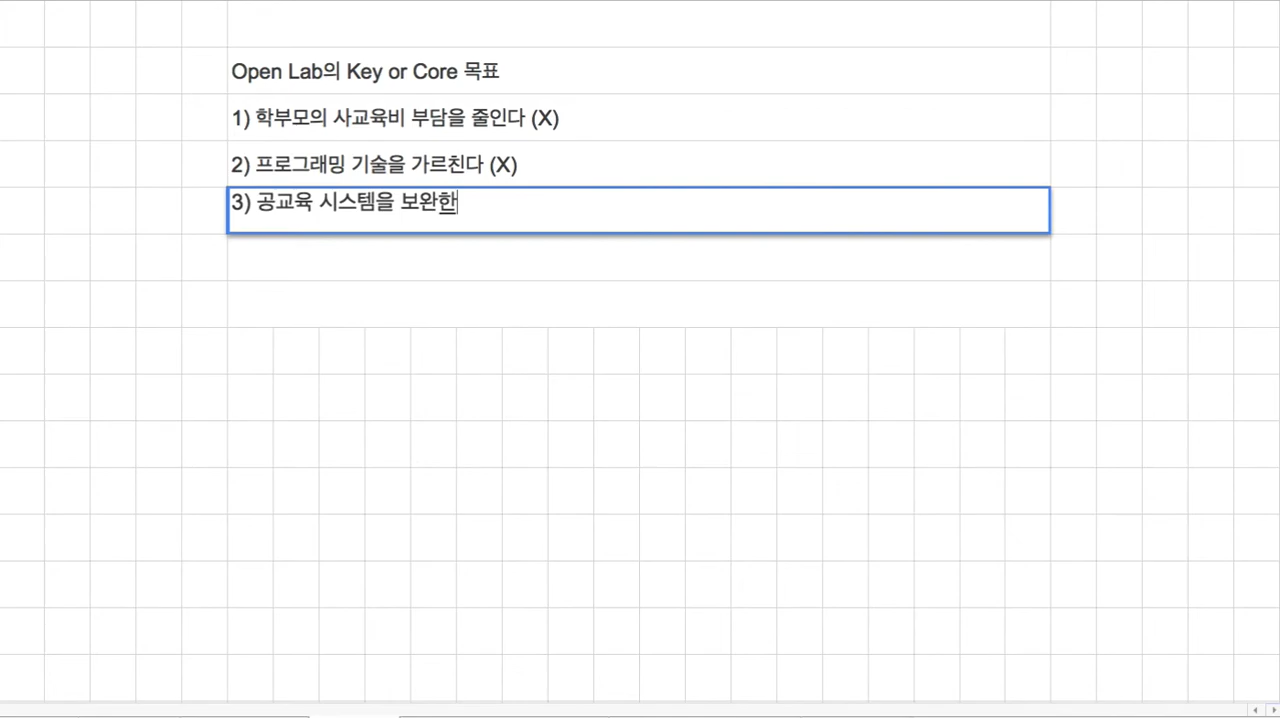 Open Lab의 Key or Core 목표
1) 학부모의 사교육비 부담을 줄인다 (X)
2) 프로그래밍 기술을 가르친다 (X)
3) 공교육 시스템을 보완한